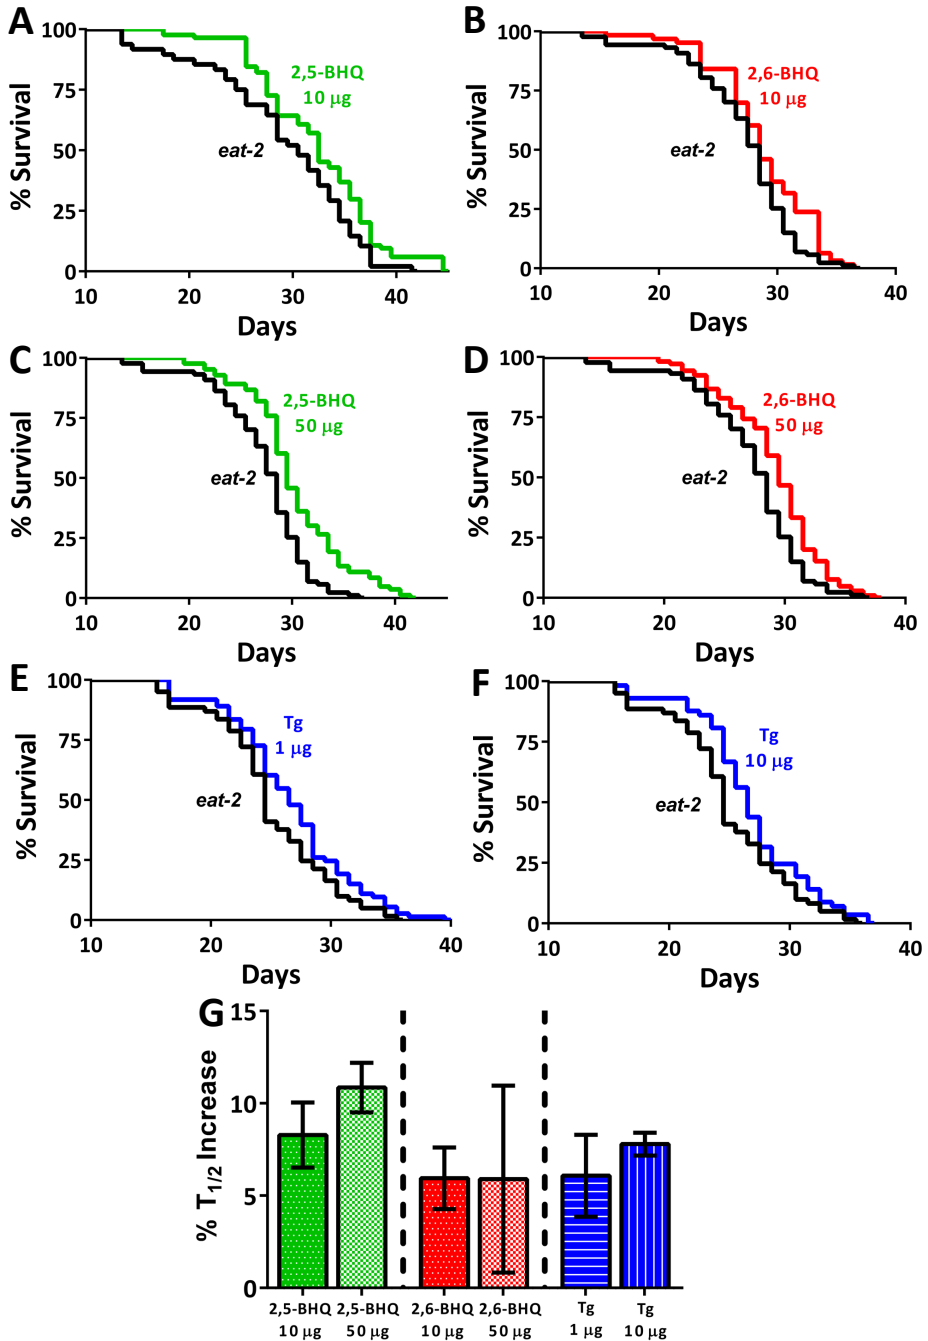 A
100
75
50
25
0
% Survival
2,5-BHQ
10 µg
eat-2
10 20 30 40
Days
B
100
75
50
25
0
% Survival
2,6-BHQ
10 µg
eat-2
10 20 30 40
Days
C
100
75
50
25
0
% Survival
2,5-BHQ
50 µg
eat-2
10 20 30 40
Days
D
100
75
50
25
0
% Survival
2,6-BHQ
50 µg
eat-2
10 20 30 40
Days
E
100
75
50
25
0
% Survival
Tg
1 µg
eat-2
10 20 30 40
Days
F
100
75
50
25
0
% Survival
Tg
10 µg
eat-2
10 20 30 40
Days
G
15
10
5
0
% T1/2 Increase
2,5-BHQ 2,5-BHQ 2,6-BHQ 2,6-BHQ Tg Tg
10 µg 50 µg 10 µg 50 µg 1 µg 10 µg